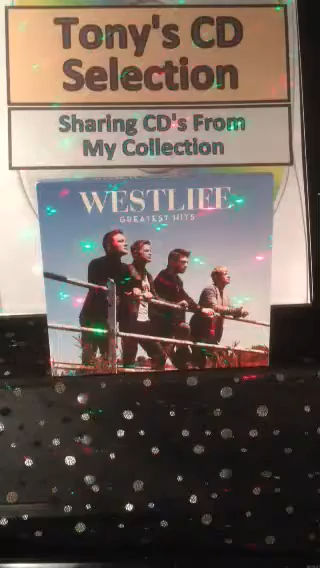 Tony's CD
Selection
Sharing CD's From
My Collection
WESTLIFE
GREATEST HITS